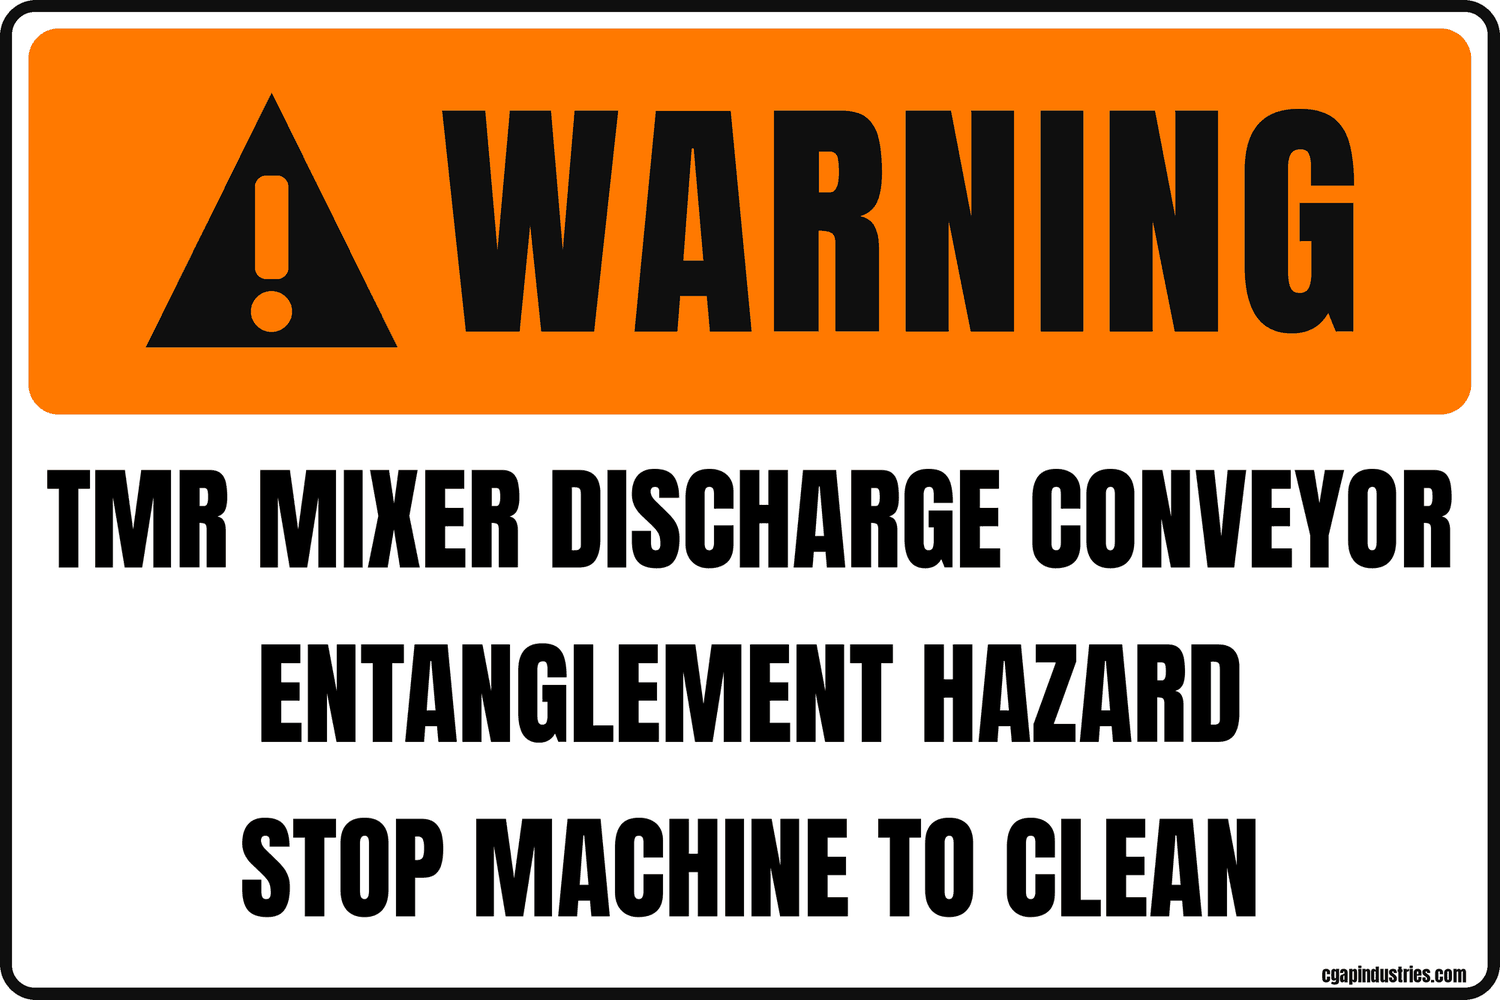 WARNING
TMR MIXER DISCHARGE CONVEYOR
ENTANGLEMENT HAZARD
STOP MACHINE TO CLEAN
cgapindustries.com